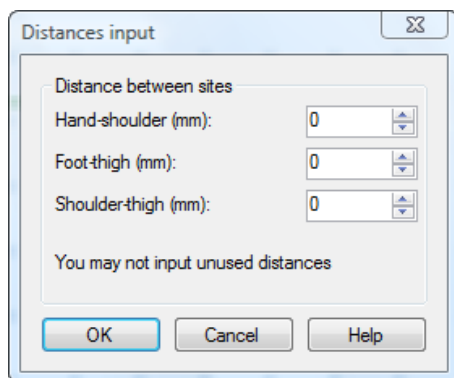 Distances input
Distance between sites
Hand-shoulder (mm): 0
Foot-thigh (mm): 0
Shoulder-thigh (mm): 0
You may not input unused distances
OK Cancel Help